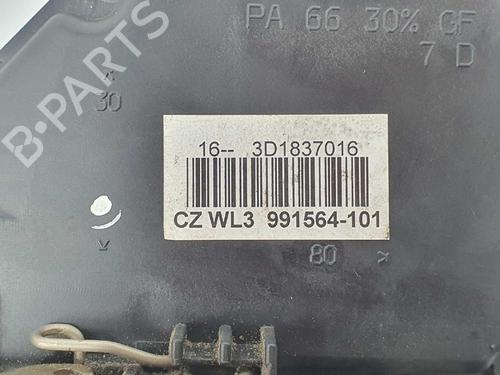 PA 66 30% GF
7 D
30
B-PARTS
16-- 3D1837016
CZ WL3 991564-101
80